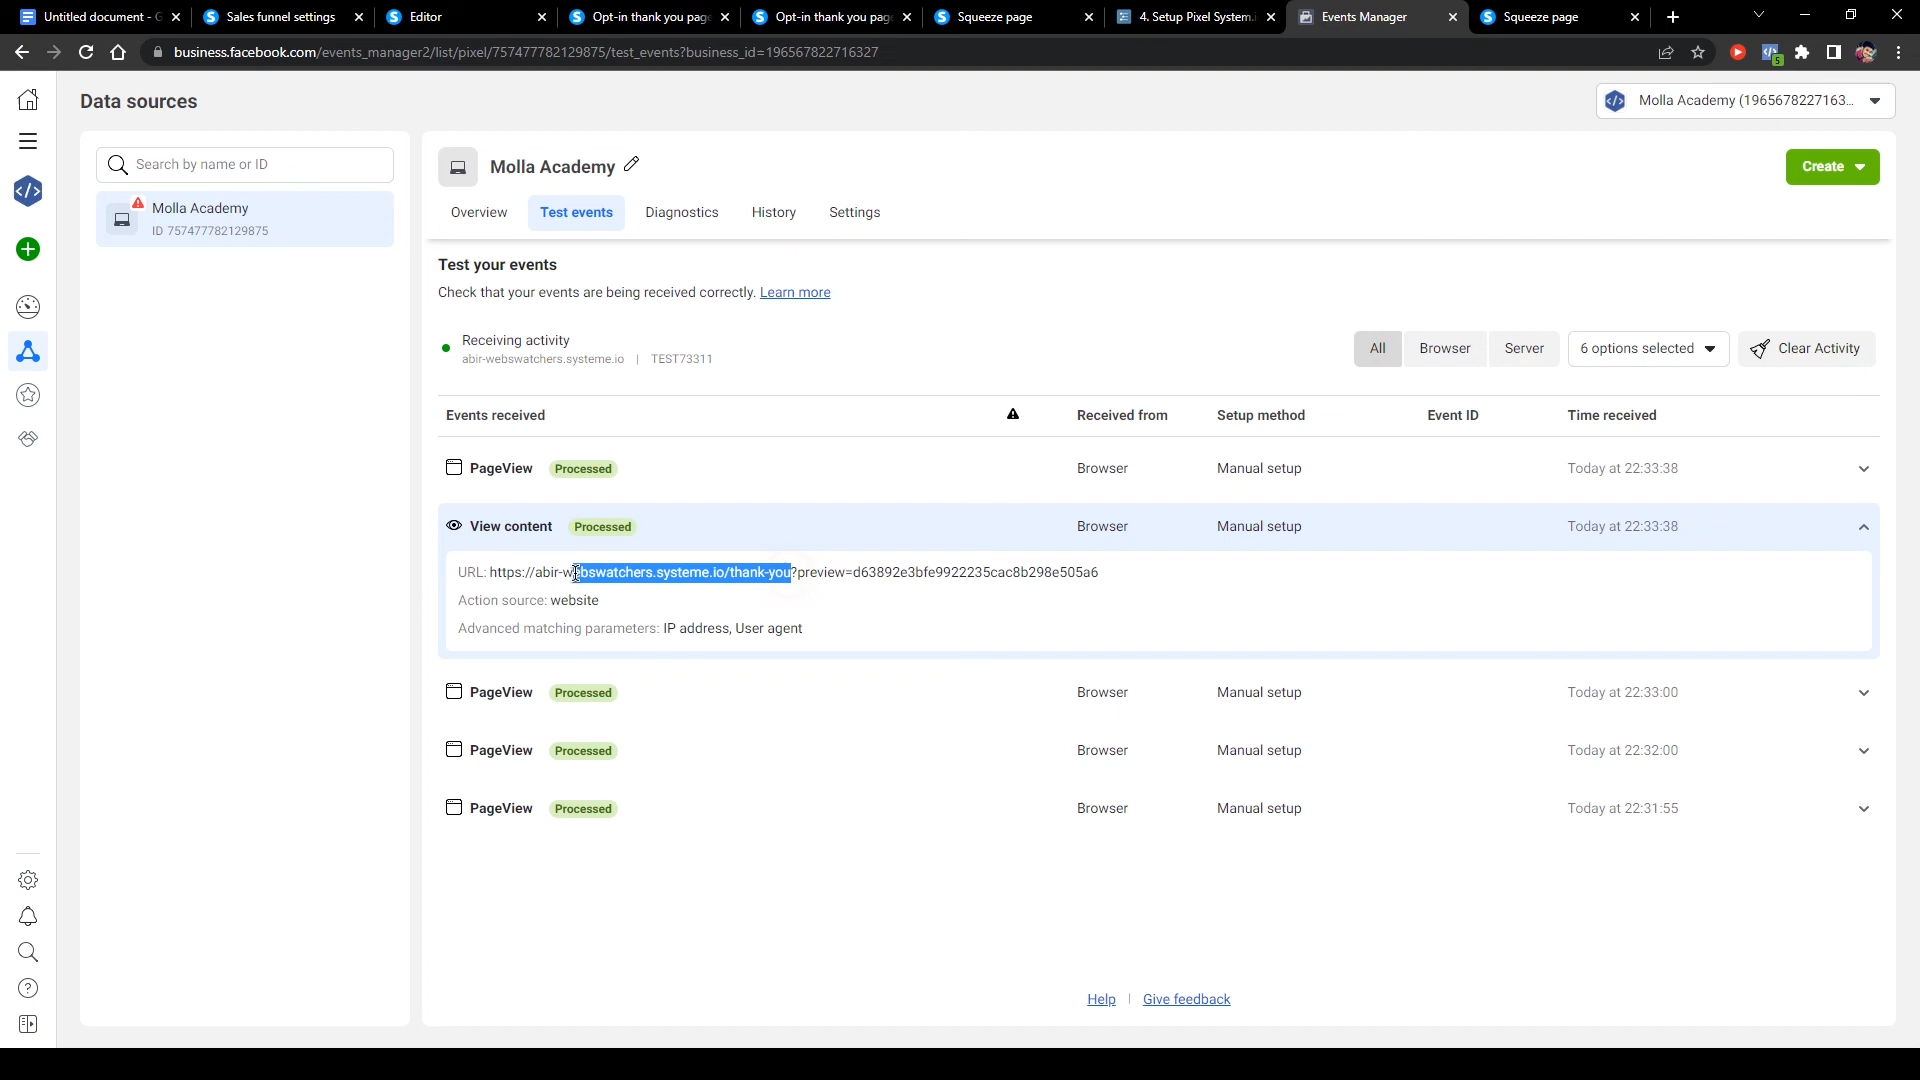 Untitled document - G
Sales funnel settings
Editor
Opt-in thank you page
Opt-in thank you page
Squeeze page
4. Setup Pixel System.i
Events Manager
Squeeze page
business.facebook.com/events_manager2/list/pixel/757477782129875/test_events?business_id=196567822716327
5
Data sources
Molla Academy (1965678227163...
Search by name or ID
Molla Academy
ID 757477782129875
Molla Academy
Create
Overview
Test events
Diagnostics
History
Settings
Test your events
Check that your events are being received correctly. Learn more
Receiving activity
abir-webswatchers.systeme.io | TEST73311
All
Browser
Server
6 options selected
Clear Activity
Events received
Received from
Setup method
Event ID
Time received
PageView Processed Browser Manual setup Today at 22:33:38
View content Processed Browser Manual setup Today at 22:33:38
URL: https://abir-webswatchers.systeme.io/thank-you?preview=d63892e3bfe9922235cac8b298e505a6
Action source: website
Advanced matching parameters: IP address, User agent
PageView Processed Browser Manual setup Today at 22:33:00
PageView Processed Browser Manual setup Today at 22:32:00
PageView Processed Browser Manual setup Today at 22:31:55
Help | Give feedback